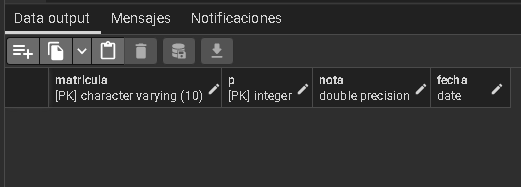 Data output Mensajes Notificaciones
matricula p nota fecha
[PK] character varying (10) [PK] integer double precision date